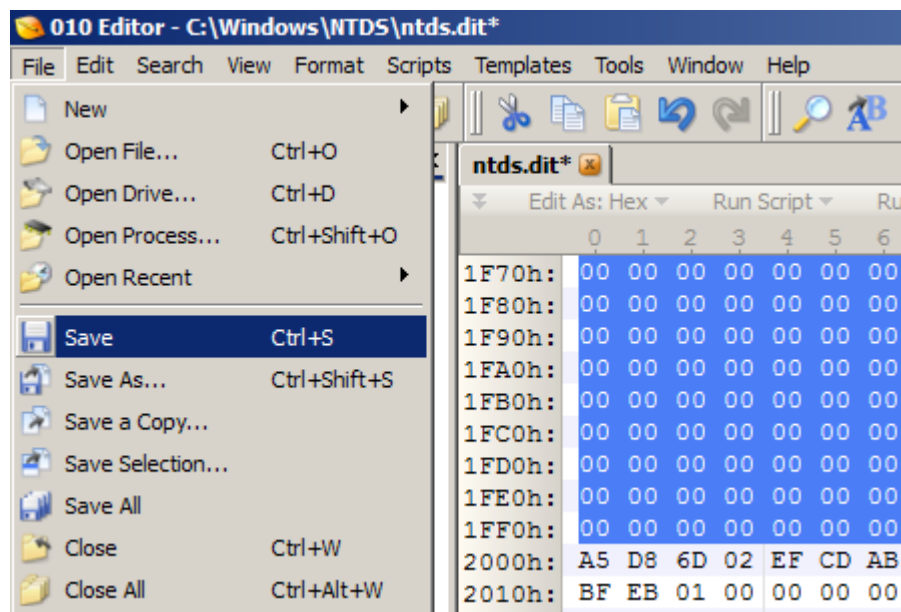 010 Editor - C:\Windows\NTDS\ntds.dit*
File Edit Search View Format Scripts Templates Tools Window Help
New
Open File... Ctrl+O
Open Drive... Ctrl+D
Open Process... Ctrl+Shift+O
Open Recent
Save Ctrl+S
Save As... Ctrl+Shift+S
Save a Copy...
Save Selection...
Save All
Close Ctrl+W
Close All Ctrl+Alt+W
ntds.dit*
Edit As: Hex Run Script Ru
0 1 2 3 4 5 6
1F70h: 00 00 00 00 00 00 00
1F80h: 00 00 00 00 00 00 00
1F90h: 00 00 00 00 00 00 00
1FA0h: 00 00 00 00 00 00 00
1FB0h: 00 00 00 00 00 00 00
1FC0h: 00 00 00 00 00 00 00
1FD0h: 00 00 00 00 00 00 00
1FE0h: 00 00 00 00 00 00 00
1FF0h: 00 00 00 00 00 00 00
2000h: A5 D8 6D 02 EF CD AB
2010h: BF EB 01 00 00 00 00